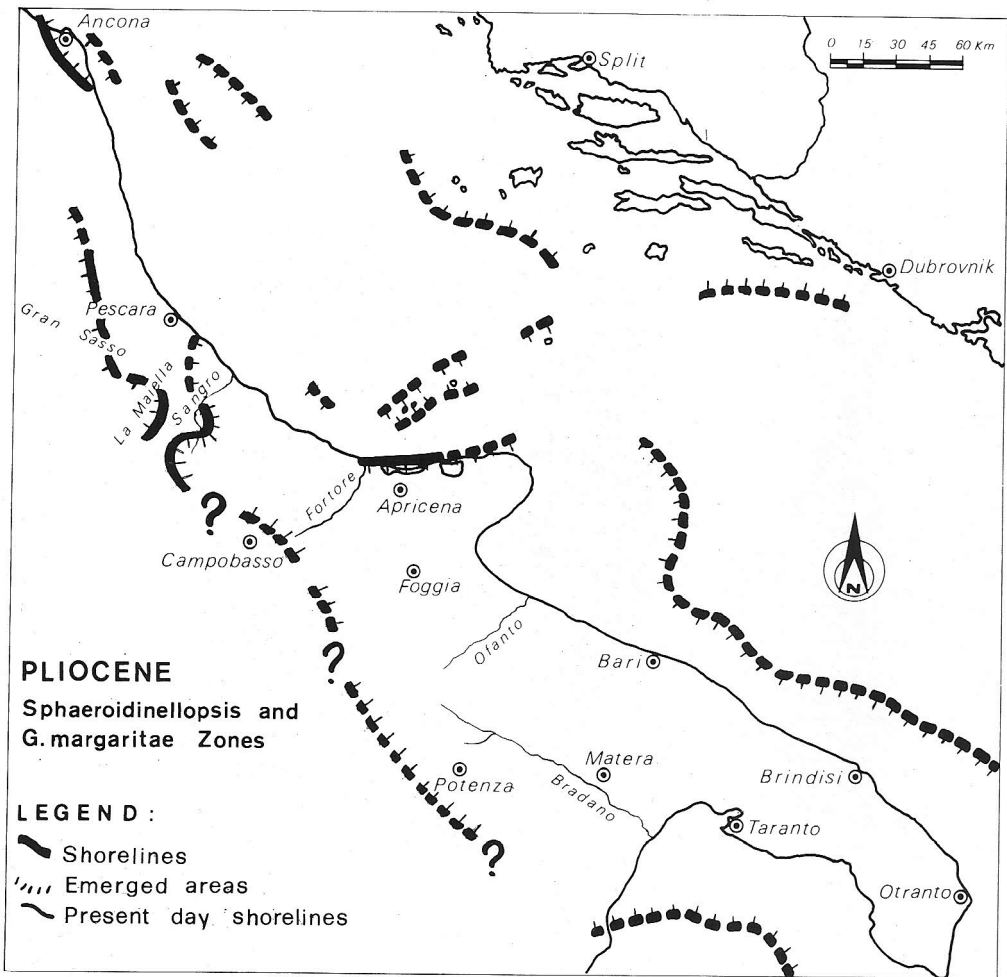 Ancona
Split
0 15 30 45 60 Km
Dubrovnik
Pescara
Gran Sasso
La Maiella
Sangro
Fortore
Apricena
?
Campobasso
Foggia
N
Ofanto
?
Bari
PLIOCENE
Sphaeroidinellopsis and
G. margaritae Zones
Matera
Potenza
Bradano
Brindisi
LEGEND :
Taranto
?
Shorelines
Emerged areas
Otranto
Present day shorelines